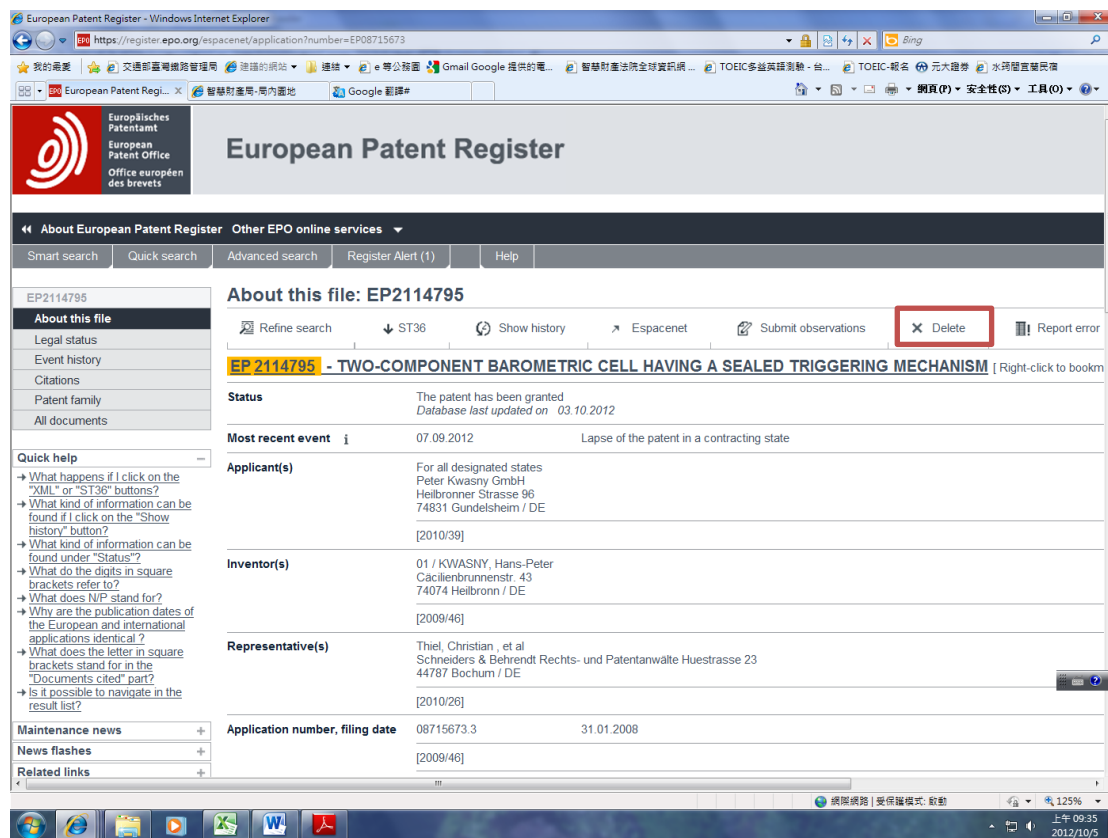 European Patent Register - Windows Internet Explorer
https://register.epo.org/espacenet/application?number=EP08715673
Bing
我的最愛 交通部臺灣鐵路管理局 建議的網站 連結 e 等公務園 Gmail Google 提供的電... 智慧財產法院全球資訊網 ... TOEIC多益英語測驗 - 台... TOEIC-報名 元大證券 水筠間宜蘭民宿
European Patent Regi... x 智慧財產局-局內園地 Google 翻譯#
網頁(P) 安全性(S) 工具(O)
Europäisches
Patentamt
European
Patent Office
Office européen
des brevets
European Patent Register
About European Patent Register Other EPO online services
Smart search Quick search Advanced search Register Alert (1) Help
EP2114795
About this file
Legal status
Event history
Citations
Patent family
All documents
Quick help –
What happens if I click on the
"XML" or "ST36" buttons?
What kind of information can be
found if I click on the "Show
history" button?
What kind of information can be
found under "Status"?
What do the digits in square
brackets refer to?
What does N/P stand for?
Why are the publication dates of
the European and international
applications identical ?
What does the letter in square
brackets stand for in the
"Documents cited" part?
Is it possible to navigate in the
result list?
Maintenance news +
News flashes +
Related links +
About this file: EP2114795
Refine search ST36 Show history Espacenet Submit observations Delete Report error
EP 2114795 - TWO-COMPONENT BAROMETRIC CELL HAVING A SEALED TRIGGERING MECHANISM [ Right-click to bookm
Status The patent has been granted
Database last updated on 03.10.2012
Most recent event i 07.09.2012 Lapse of the patent in a contracting state
Applicant(s) For all designated states
Peter Kwasny GmbH
Heilbronner Strasse 96
74831 Gundelsheim / DE
[2010/39]
Inventor(s) 01 / KWASNY, Hans-Peter
Cäcilienbrunnenstr. 43
74074 Heilbronn / DE
[2009/46]
Representative(s) Thiel, Christian , et al
Schneiders & Behrendt Rechts- und Patentanwälte Huestrasse 23
44787 Bochum / DE
[2010/26]
Application number, filing date 08715673.3 31.01.2008
[2009/46]
網際網路 | 受保護模式: 啟動 125%
上午 09:35
2012/10/5